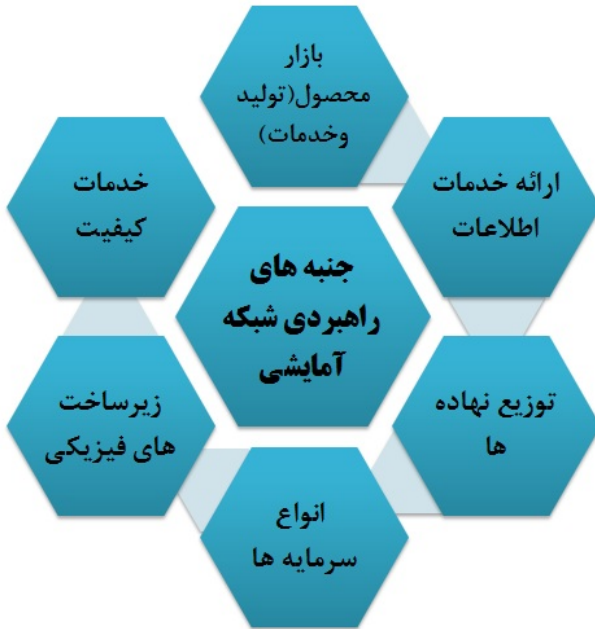 بازار
محصول(تولید
وخدمات)
ارائه خدمات
اطلاعات
توزیع نهاده
ها
انواع
سرمایه ها
زیرساخت
های فیزیکی
خدمات
کیفیت
جنبه های
راهبردی شبکه
آمایشی